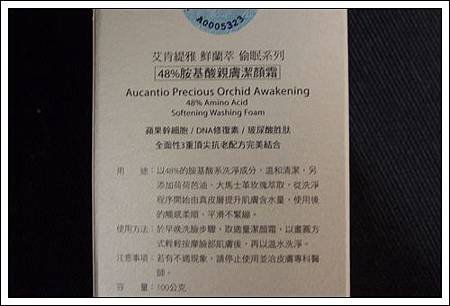 A0005323
艾肯緹雅 鮮蘭萃 偷眠系列
48%胺基酸親膚潔顏霜
Aucantio Precious Orchid Awakening
48% Amino Acid
Softening Washing Foam
蘋果幹細胞 / DNA修復素 / 玻尿酸胜肽
全面性3重頂尖抗老配方完美結合
用 途：以48%的胺基酸系洗淨成分，溫和清潔，另
添加荷荷芭油、大馬士革玫瑰萃取，從洗淨
程序開始由真皮層提升肌膚含水量，使用後
的觸感柔順，平滑不緊繃。
使用方法：於早晚洗臉步驟，取適量潔顏霜，以畫圓方
式輕輕按摩臉部肌膚後，再以溫水洗淨。
注意事項：若有不適現象，請停止使用並洽皮膚專科醫
師。
容 量：100公克